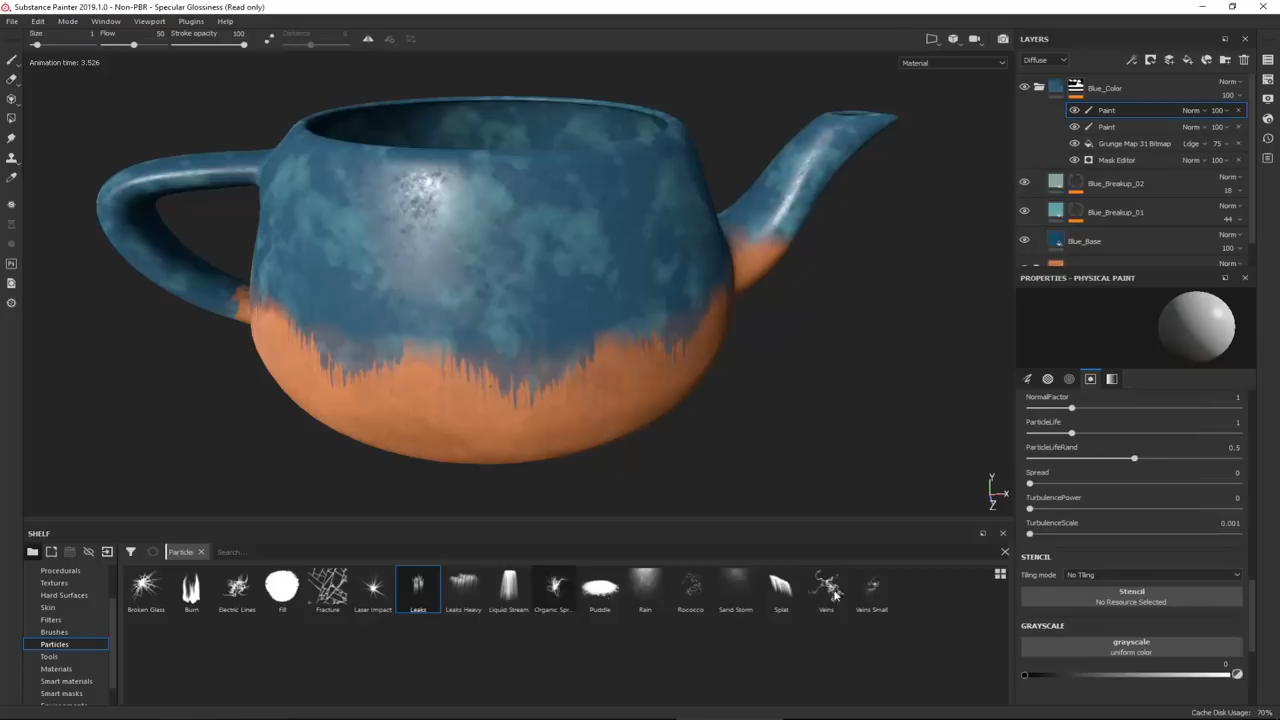 Substance Painter 2019.1.0 - Non-PBR - Specular Glossiness (Read only)
File Edit Mode Window Viewport Plugins Help
Size 1 Flow 50 Stroke opacity 100 Distance 8
Animation time: 3.526
Material
LAYERS
Diffuse
Blue_Color Norm 100
Paint Norm 100
Paint Norm 100
Grunge Map 31 Bitmap Ldge 75
Mask Editor Norm 100
Blue_Breakup_02 Norm 18
Blue_Breakup_01 Norm 44
Blue_Base Norm 100
Norm
PROPERTIES - PHYSICAL PAINT
NormalFactor 1
ParticleLife 1
ParticleLifeRand 0.5
Spread 0
TurbulencePower 0
TurbulenceScale 0.001
STENCIL
Tiling mode No Tiling
Stencil
No Resource Selected
GRAYSCALE
grayscale
uniform color
0
Y
X
Z
SHELF
Particle Search...
Procedurals
Textures
Hard Surfaces
Skin
Filters
Brushes
Particles
Tools
Materials
Smart materials
Smart masks
Broken Glass Burn Electric Lines Fill Fracture Laser Impact Leaks Leaks Heavy Liquid Stream Organic Spr... Puddle Rain Rococco Sand Storm Splat Veins Veins Small
Cache Disk Usage: 70%